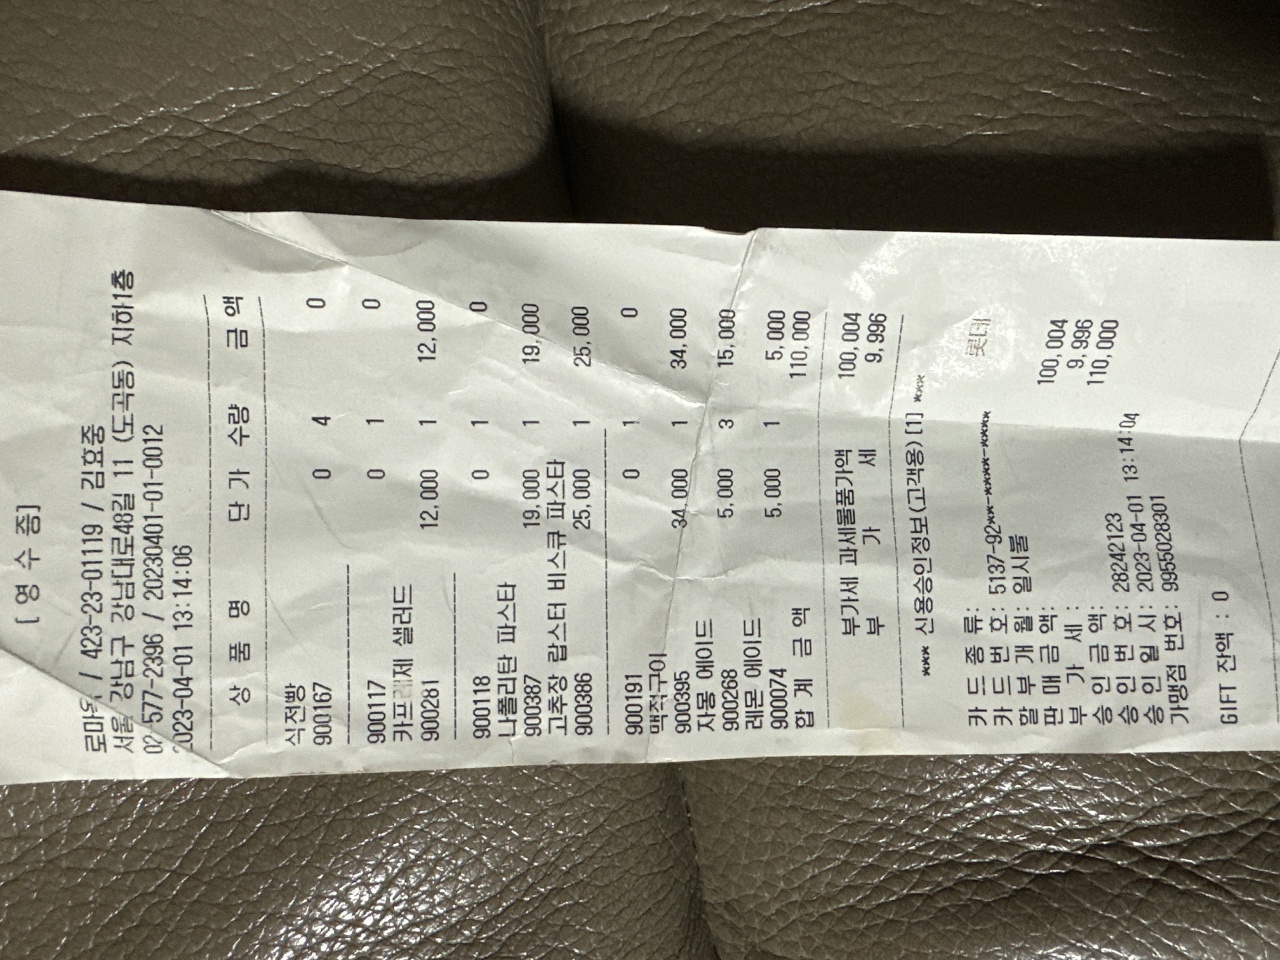 [ 영 수 증 ]
/ 423-23-01119 / 김효중
서울 강남구 강남대로48길 11 (도곡동) 지하1층
02-577-2396 / 20230401-01-0012
2023-04-01 13:14:06
상 품 명 단 가 수량 금 액
식전빵
900167 0 4 0
900117 0 1 0
샐러드
900281 12,000 1 12,000
900118 0 1 0
나폴리탄 파스타
900387 19,000 1 19,000
고추장 랍스터 비스큐 파스타
900386 25,000 1 25,000
900191 0 1 0
맥적구이
900395 34,000 1 34,000
자몽 에이드
900268 5,000 3 15,000
레몬 에이드
900074 5,000 1 5,000
합 계 금 액 110,000
부가세 과세물품가액 100,004
부 가 세 9,996
*** 신용승인정보(고객용) [1] ***
카 드 종 류: 롯데
카 드 번 호: 5137-92**-****-****
할 부 개 월: 일시불
판 매 금 액: 100,004
부 가 세 : 9,996
승 인 금 액: 110,000
승 인 번 호: 28242123
승 인 일 시: 2023-04-01 13:14:04
가맹점 번호: 9955028301
GIFT 잔액 : 0